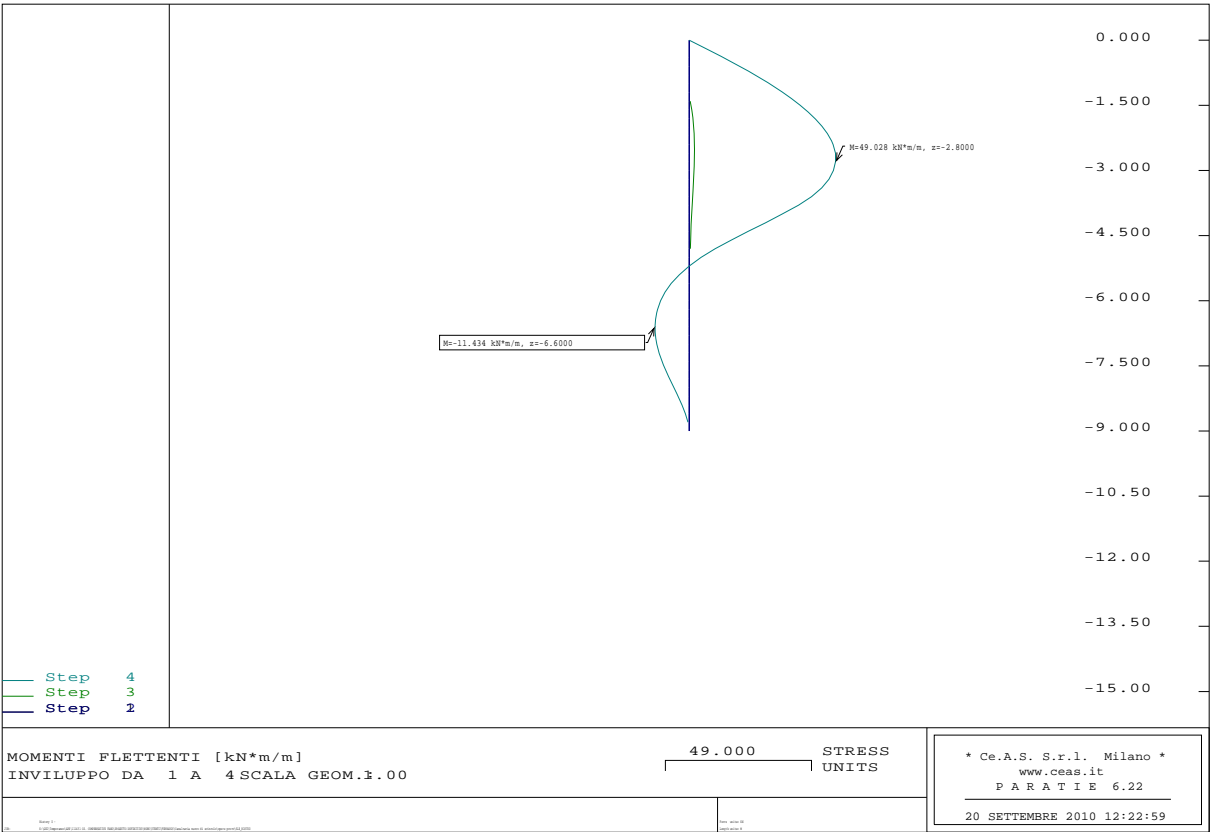 0.000
-1.500
M=49.028 kN*m/m, z=-2.8000
-3.000
-4.500
-6.000
M=-11.434 kN*m/m, z=-6.6000
-7.500
-9.000
-10.50
-12.00
-13.50
-15.00
Step 4
Step 3
Step
MOMENTI FLETTENTI [kN*m/m]
INVILUPPO DA 1 A 4 SCALA GEOM.
49.000 STRESS
UNITS
* Ce.A.S. S.r.l. Milano *
www.ceas.it
P A R A T I E 6.22
20 SETTEMBRE 2010 12:22:59